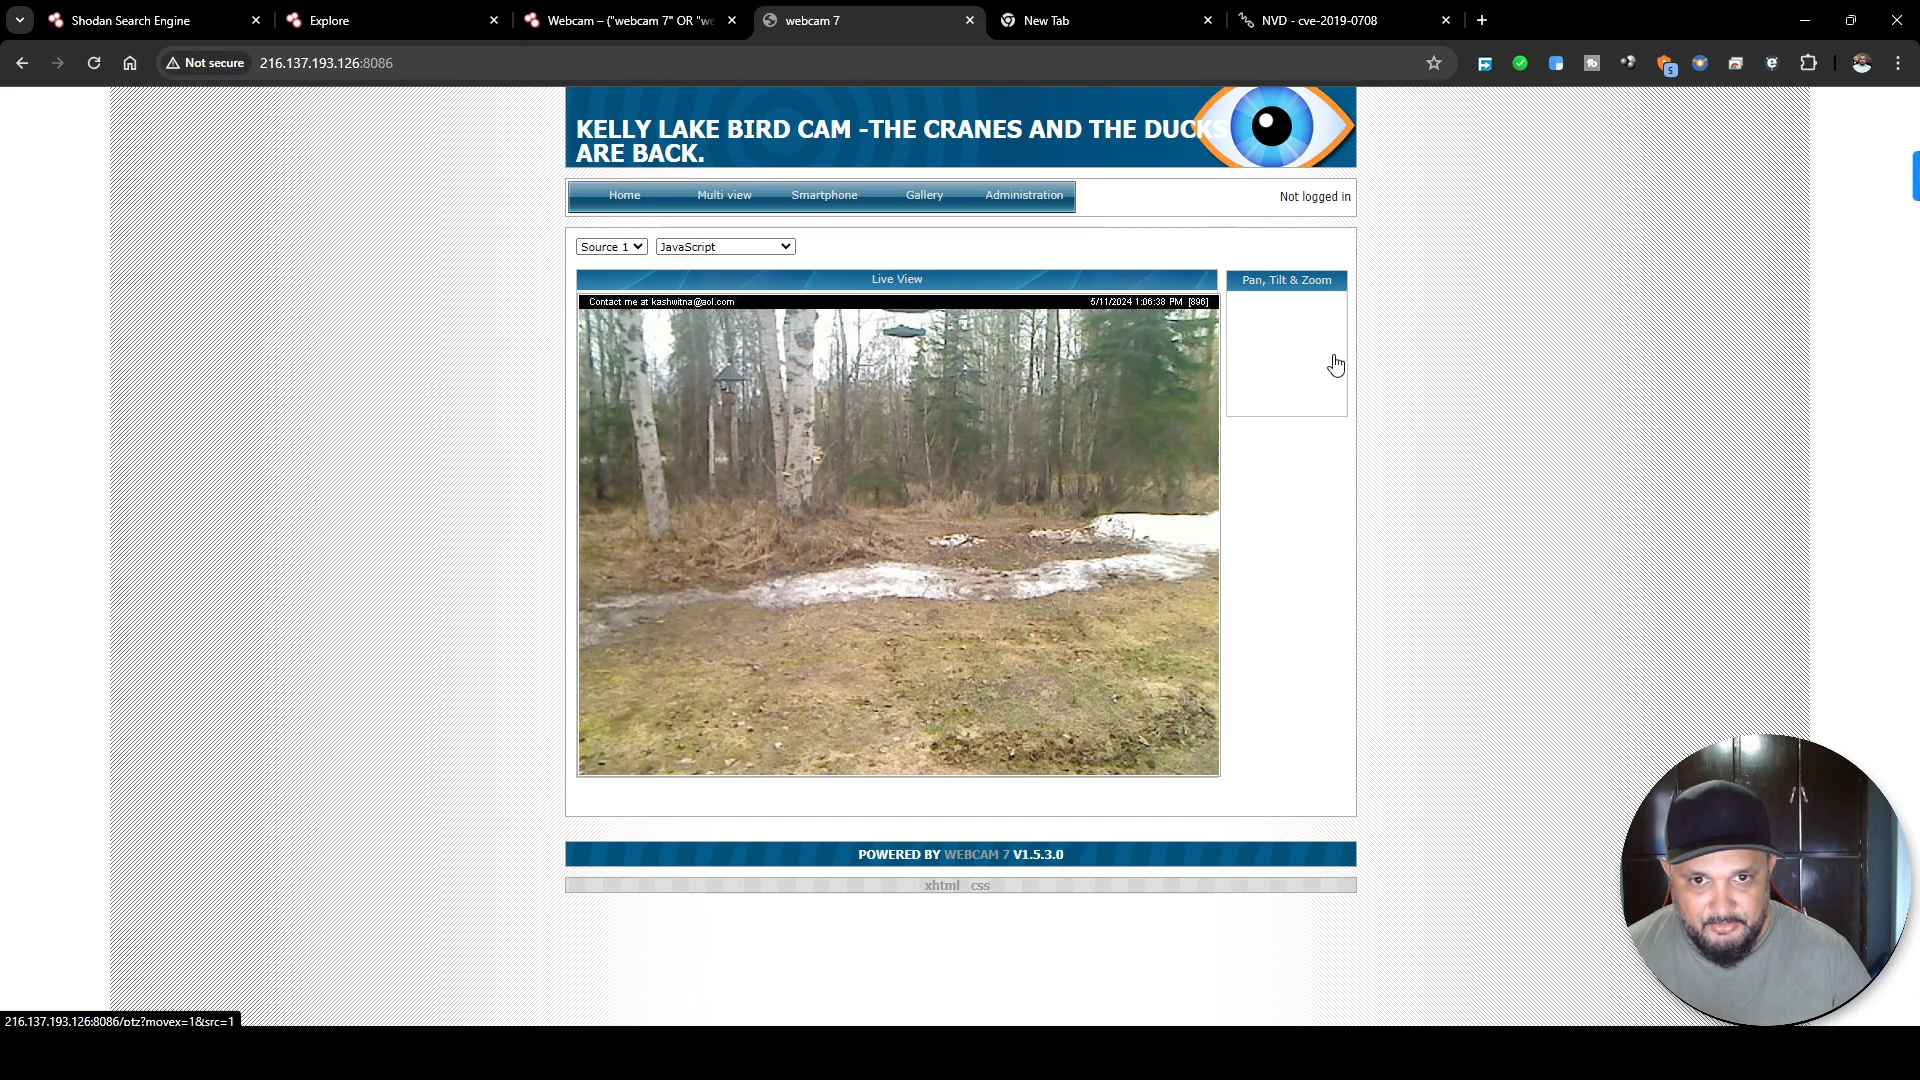 Shodan Search Engine
Explore
Webcam – ("webcam 7" OR "we
webcam 7
New Tab
NVD - cve-2019-0708
Not secure
216.137.193.126:8086
5
KELLY LAKE BIRD CAM -THE CRANES AND THE DUCKS
ARE BACK.
Home
Multi view
Smartphone
Gallery
Administration
Not logged in
Source 1
JavaScript
Live View
Pan, Tilt & Zoom
Contact me at kashwitna@aol.com
5/11/2024 1:06:38 PM [896]
POWERED BY WEBCAM 7 V1.5.3.0
xhtml css
216.137.193.126:8086/ptz?movex=1&src=1